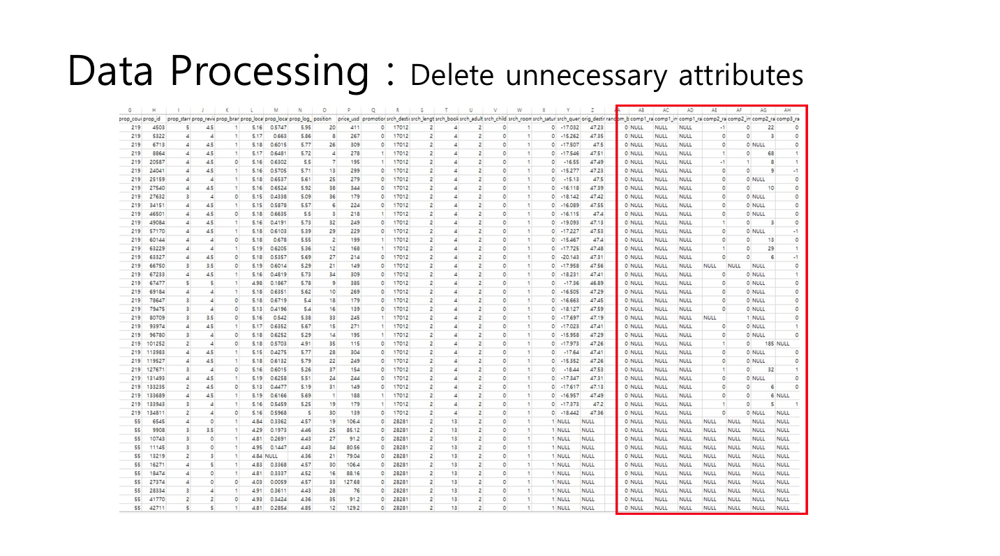 Data Processing : Delete unnecessary attributes
G H I J K L M N O P Q R S T U V W X Y Z AA AB AC AD AE AF AG AH
prop_cou prop_id prop_starr prop_revie prop_bran prop_loca prop_loca prop_log_ position price_usd promotion srch_destir srch_lengt srch_book srch_adult srch_child srch_room srch_satur srch_quer orig_destir random_b comp1_ra comp1_in comp1_ra comp2_ra comp2_in comp2_ra comp3_ra
219 4503 5 4.5 1 5.16 0.5747 5.95 20 411 0 17012 2 4 2 0 1 0 -17.032 47.23 0 NULL NULL NULL -1 0 22 0
219 5322 4 4 1 5.17 0.663 5.86 8 267 0 17012 2 4 2 0 1 0 -15.262 47.35 0 NULL NULL NULL 0 0 3 0
219 6713 4 4.5 1 5.18 0.6015 5.77 26 309 0 17012 2 4 2 0 1 0 -17.507 47.5 0 NULL NULL NULL 0 0 NULL 0
219 8864 4 4.5 1 5.17 0.6481 5.72 4 278 1 17012 2 4 2 0 1 0 -17.546 47.51 0 NULL NULL NULL 1 0 68 1
219 20587 4 4.5 0 5.16 0.6302 5.5 7 195 1 17012 2 4 2 0 1 0 -16.55 47.49 0 NULL NULL NULL -1 1 8 1
219 24041 4 4.5 1 5.16 0.5705 5.71 13 299 0 17012 2 4 2 0 1 0 -15.277 47.23 0 NULL NULL NULL 0 0 9 -1
219 25159 4 4 1 5.18 0.6537 5.61 25 279 0 17012 2 4 2 0 1 0 -15.13 47.5 0 NULL NULL NULL 0 0 NULL 0
219 27540 4 4.5 1 5.16 0.6524 5.92 38 344 0 17012 2 4 2 0 1 0 -16.118 47.39 0 NULL NULL NULL 0 0 10 0
219 27632 3 4 0 5.15 0.4338 5.09 36 179 0 17012 2 4 2 0 1 0 -18.142 47.42 0 NULL NULL NULL 0 0 NULL 0
219 34151 4 4.5 1 5.15 0.5878 5.57 6 224 0 17012 2 4 2 0 1 0 -16.089 47.55 0 NULL NULL NULL 0 0 NULL 0
219 46501 4 4 0 5.18 0.6635 5.5 3 218 1 17012 2 4 2 0 1 0 -16.115 47.4 0 NULL NULL NULL 0 0 NULL 0
219 49084 4 4.5 1 5.16 0.4191 5.73 32 249 0 17012 2 4 2 0 1 0 -19.093 47.13 0 NULL NULL NULL 1 0 3 0
219 57170 4 4.5 1 5.18 0.6103 5.39 29 229 0 17012 2 4 2 0 1 0 -17.227 47.53 0 NULL NULL NULL 0 0 NULL -1
219 60144 4 4 0 5.18 0.678 5.55 2 199 1 17012 2 4 2 0 1 0 -15.467 47.4 0 NULL NULL NULL 0 0 13 0
219 63229 4 4 1 5.19 0.6205 5.36 12 168 1 17012 2 4 2 0 1 0 -17.725 47.48 0 NULL NULL NULL 1 0 29 1
219 63327 4 4.5 0 5.18 0.5357 5.69 27 214 0 17012 2 4 2 0 1 0 -20.143 47.31 0 NULL NULL NULL 0 0 6 -1
219 66750 3 3.5 0 5.19 0.6014 5.29 21 149 0 17012 2 4 2 0 1 0 -17.958 47.56 0 NULL NULL NULL NULL NULL NULL 0
219 67233 4 4.5 1 5.16 0.4819 5.73 34 309 0 17012 2 4 2 0 1 0 -18.231 47.41 0 NULL NULL NULL 0 0 NULL 1
219 67477 5 5 1 4.98 0.1867 5.78 9 385 0 17012 2 4 2 0 1 0 -17.36 46.89 0 NULL NULL NULL 0 0 NULL 0
219 69184 4 4 1 5.18 0.6351 5.62 10 269 0 17012 2 4 2 0 1 0 -16.505 47.29 0 NULL NULL NULL 0 0 NULL 0
219 78647 3 4 0 5.18 0.6719 5.4 18 179 0 17012 2 4 2 0 1 0 -16.663 47.45 0 NULL NULL NULL 0 0 NULL 0
219 79475 3 4 0 5.13 0.4196 5.4 16 139 0 17012 2 4 2 0 1 0 -18.127 47.59 0 NULL NULL NULL 0 0 NULL 0
219 80709 3 3.5 0 5.16 0.542 5.38 33 245 1 17012 2 4 2 0 1 0 -17.697 47.19 0 NULL NULL NULL NULL 1 NULL 0
219 93974 4 4.5 1 5.17 0.6352 5.67 15 271 1 17012 2 4 2 0 1 0 -17.023 47.41 0 NULL NULL NULL 0 0 NULL 1
219 96780 3 4 0 5.18 0.6252 5.29 14 195 1 17012 2 4 2 0 1 0 -15.958 47.29 0 NULL NULL NULL 0 0 NULL 0
219 101252 2 4 0 5.18 0.5703 4.91 35 115 0 17012 2 4 2 0 1 0 -17.973 47.26 0 NULL NULL NULL 1 0 185 NULL
219 113983 4 4.5 1 5.15 0.4275 5.77 28 304 0 17012 2 4 2 0 1 0 -17.64 47.41 0 NULL NULL NULL 0 0 NULL 0
219 119527 4 4.5 1 5.18 0.6132 5.79 22 249 0 17012 2 4 2 0 1 0 -15.352 47.26 0 NULL NULL NULL 0 0 NULL 0
219 127671 3 4 0 5.16 0.6015 5.26 37 154 0 17012 2 4 2 0 1 0 -18.44 47.53 0 NULL NULL NULL 1 0 32 1
219 131493 4 4.5 1 5.19 0.6258 5.51 24 244 0 17012 2 4 2 0 1 0 -17.347 47.31 0 NULL NULL NULL 0 0 NULL 0
219 133235 2 4.5 0 5.13 0.4477 5.19 31 149 0 17012 2 4 2 0 1 0 -17.617 47.13 0 NULL NULL NULL 0 0 6 0
219 133689 4 4.5 1 5.19 0.6166 5.69 1 188 1 17012 2 4 2 0 1 0 -16.957 47.49 0 NULL NULL NULL 0 0 6 NULL
219 133943 3 4 1 5.16 0.5459 5.25 19 179 1 17012 2 4 2 0 1 0 -17.373 47.2 0 NULL NULL NULL 1 0 5 1
219 134811 2 4 0 5.16 0.5968 5 30 139 0 17012 2 4 2 0 1 0 -18.442 47.36 0 NULL NULL NULL 0 0 NULL NULL
55 6545 4 0 1 4.84 0.3362 4.57 19 106.4 0 28281 2 13 2 0 1 1 NULL NULL 0 NULL NULL NULL NULL NULL NULL NULL
55 9908 3 3.5 1 4.29 0.1973 4.46 25 85.12 0 28281 2 13 2 0 1 1 NULL NULL 0 NULL NULL NULL NULL NULL NULL NULL
55 10743 3 0 1 4.81 0.2691 4.43 27 91.2 0 28281 2 13 2 0 1 1 NULL NULL 0 NULL NULL NULL NULL NULL NULL NULL
55 11145 3 0 1 4.95 0.1447 4.43 34 80.56 0 28281 2 13 2 0 1 1 NULL NULL 0 NULL NULL NULL NULL NULL NULL NULL
55 13219 2 3 1 4.84 NULL 4.36 21 79.04 0 28281 2 13 2 0 1 1 NULL NULL 0 NULL NULL NULL NULL NULL NULL NULL
55 16271 4 5 1 4.83 0.3368 4.57 30 106.4 0 28281 2 13 2 0 1 1 NULL NULL 0 NULL NULL NULL NULL NULL NULL NULL
55 18474 4 0 1 4.81 0.3337 4.52 16 88.16 0 28281 2 13 2 0 1 1 NULL NULL 0 NULL NULL NULL NULL NULL NULL NULL
55 27374 4 0 0 4.03 0.0059 4.57 33 127.68 0 28281 2 13 2 0 1 1 NULL NULL 0 NULL NULL NULL NULL NULL NULL NULL
55 28334 3 4 1 4.91 0.3611 4.43 28 76 0 28281 2 13 2 0 1 1 NULL NULL 0 NULL NULL NULL NULL NULL NULL NULL
55 41770 2 2 0 4.93 0.3424 4.36 35 91.2 0 28281 2 13 2 0 1 1 NULL NULL 0 NULL NULL NULL NULL NULL NULL NULL
55 42711 5 5 1 4.81 0.2854 4.85 12 129.2 0 28281 2 13 2 0 1 1 NULL NULL 0 NULL NULL NULL NULL NULL NULL NULL